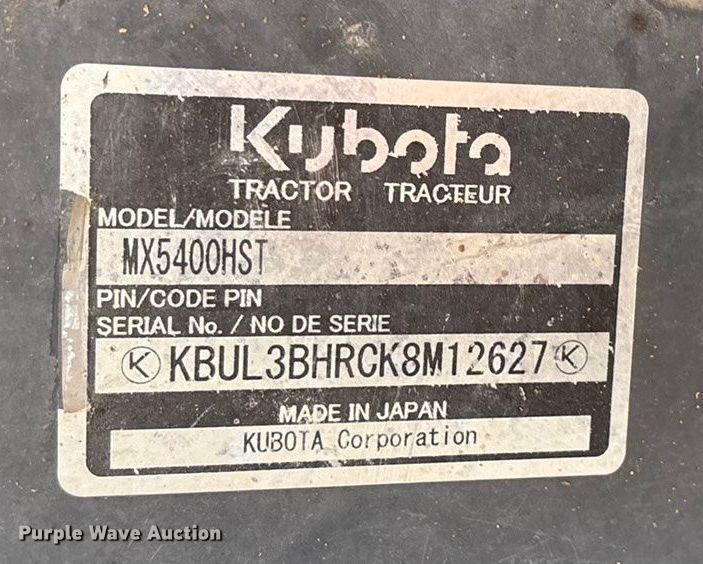 Kubota
TRACTOR TRACTEUR
MODEL/MODELE
MX5400HST
PIN/CODE PIN
SERIAL No. / NO DE SERIE
K KBUL3BHRCK8M12627 K
MADE IN JAPAN
KUBOTA Corporation
Purple Wave Auction